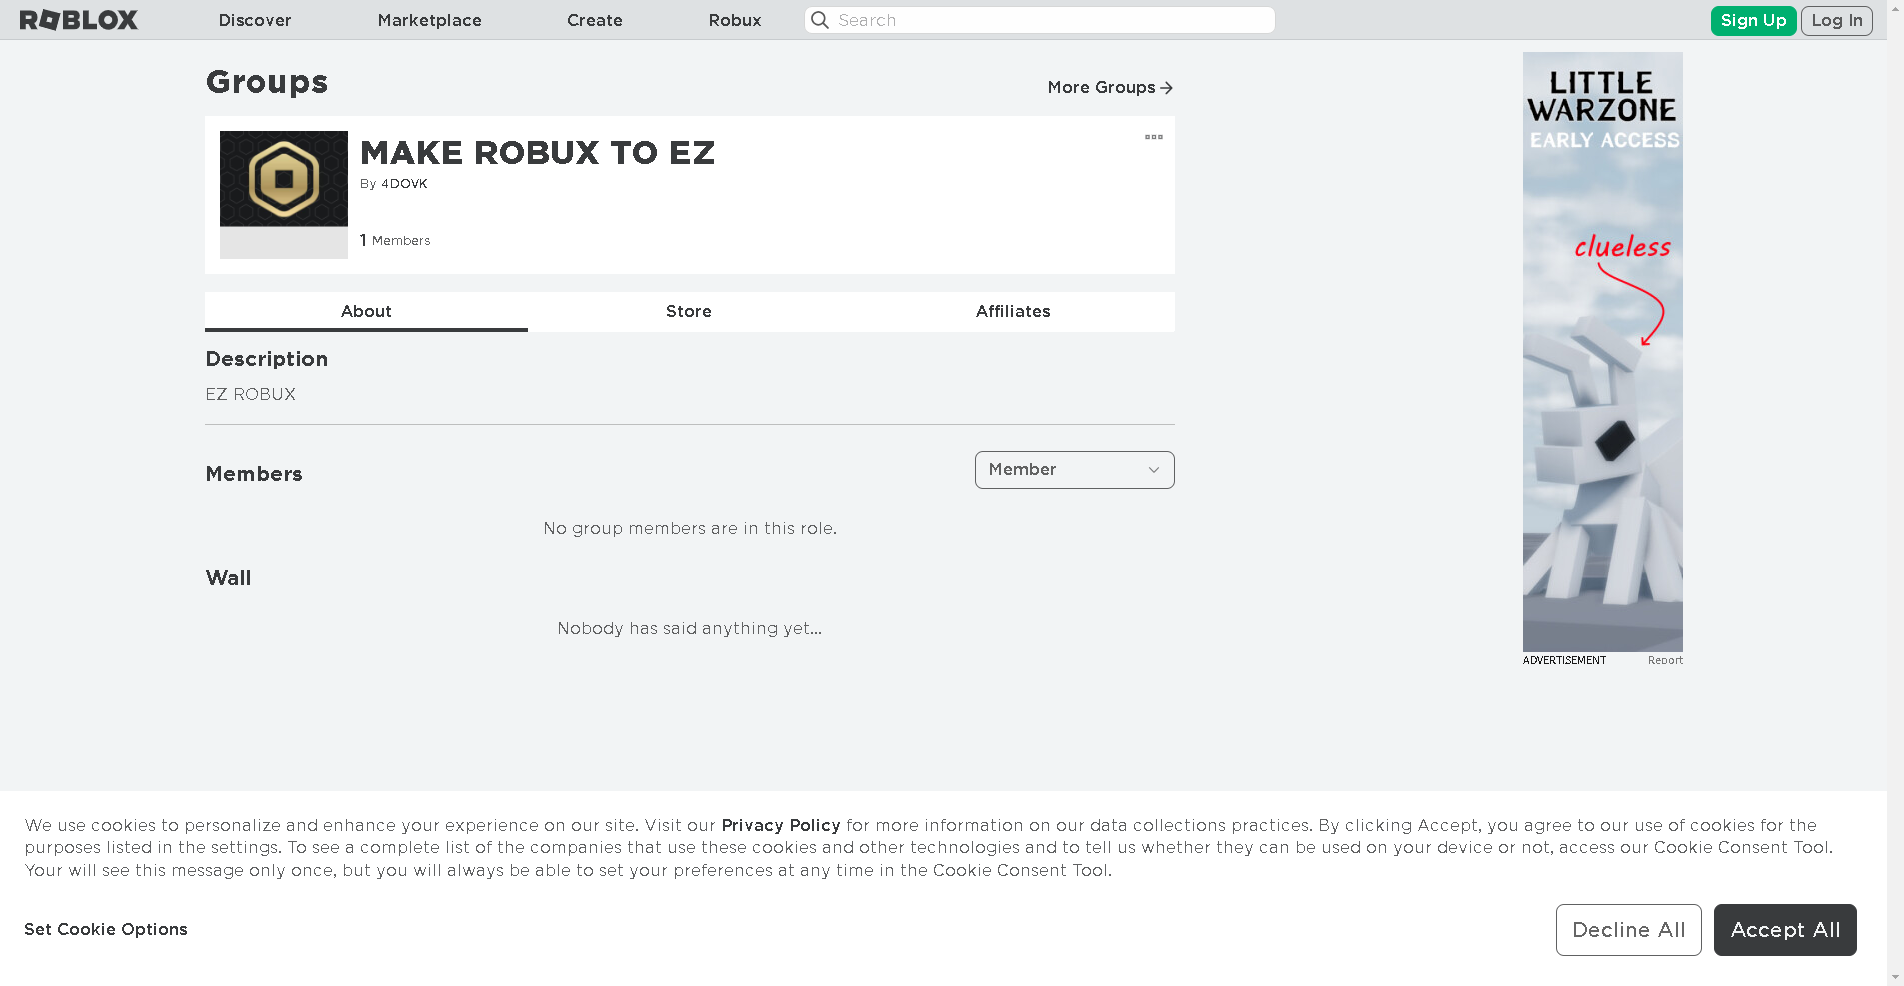 ROBLOX
Discover
Marketplace
Create
Robux
Search
Sign Up
Log In
Groups
More Groups
MAKE ROBUX TO EZ
By 4DOVK
1 Members
About
Store
Affiliates
Description
EZ ROBUX
Members
Member
No group members are in this role.
Wall
Nobody has said anything yet...
LITTLE
WARZONE
EARLY ACCESS
clueless
ADVERTISEMENT
Report
We use cookies to personalize and enhance your experience on our site. Visit our Privacy Policy for more information on our data collections practices. By clicking Accept, you agree to our use of cookies for the
purposes listed in the settings. To see a complete list of the companies that use these cookies and other technologies and to tell us whether they can be used on your device or not, access our Cookie Consent Tool.
Your will see this message only once, but you will always be able to set your preferences at any time in the Cookie Consent Tool.
Set Cookie Options
Decline All
Accept All